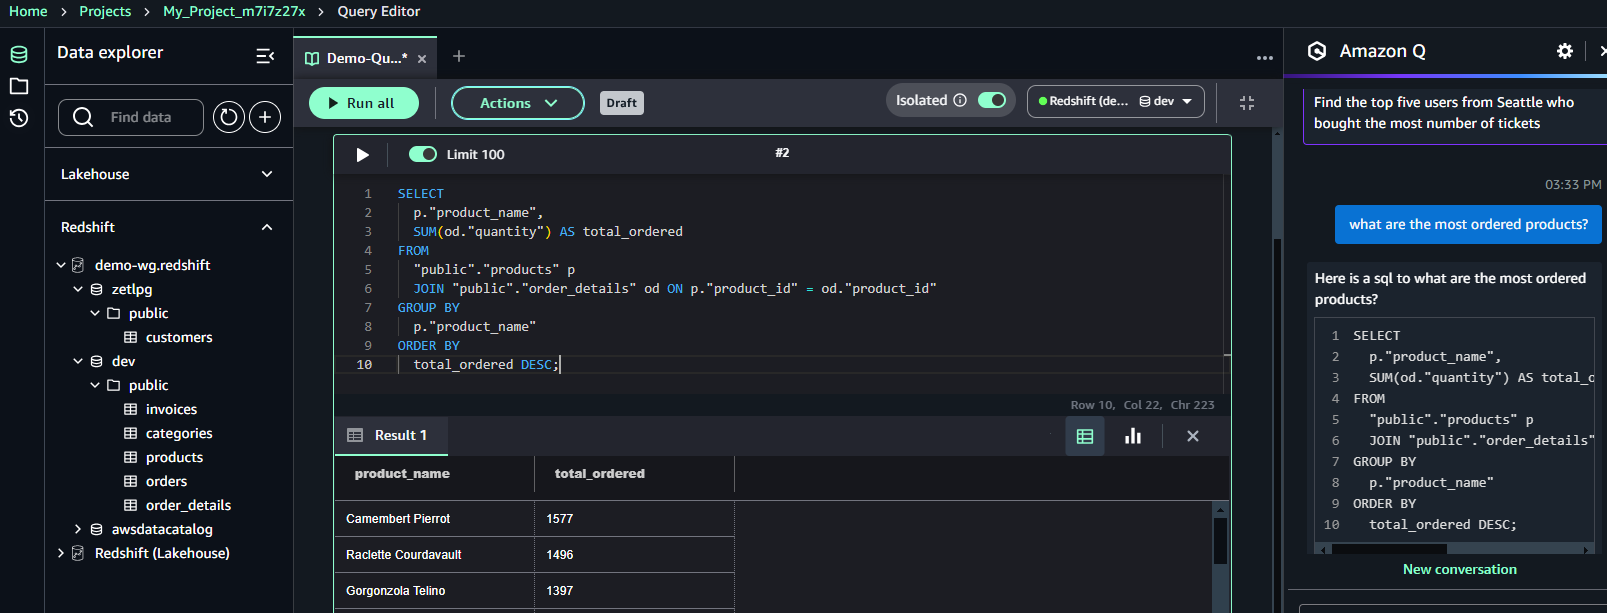 Home > Projects > My_Project_m7i7z27x > Query Editor
Data explorer
Find data
Lakehouse
Redshift
demo-wg.redshift
zetlpg
public
customers
dev
public
invoices
categories
products
orders
order_details
awsdatacatalog
Redshift (Lakehouse)
Demo-Qu...*
Run all
Actions
Draft
Isolated
Redshift (de... dev
Limit 100
#2
1 SELECT
2 p."product_name",
3 SUM(od."quantity") AS total_ordered
4 FROM
5 "public"."products" p
6 JOIN "public"."order_details" od ON p."product_id" = od."product_id"
7 GROUP BY
8 p."product_name"
9 ORDER BY
10 total_ordered DESC;
Row 10, Col 22, Chr 223
Result 1
product_name total_ordered
Camembert Pierrot 1577
Raclette Courdavault 1496
Gorgonzola Telino 1397
Amazon Q
Find the top five users from Seattle who
bought the most number of tickets
03:33 PM
what are the most ordered products?
Here is a sql to what are the most ordered
products?
1 SELECT
2 p."product_name",
3 SUM(od."quantity") AS total_o
4 FROM
5 "public"."products" p
6 JOIN "public"."order_details"
7 GROUP BY
8 p."product_name"
9 ORDER BY
10 total_ordered DESC;
New conversation